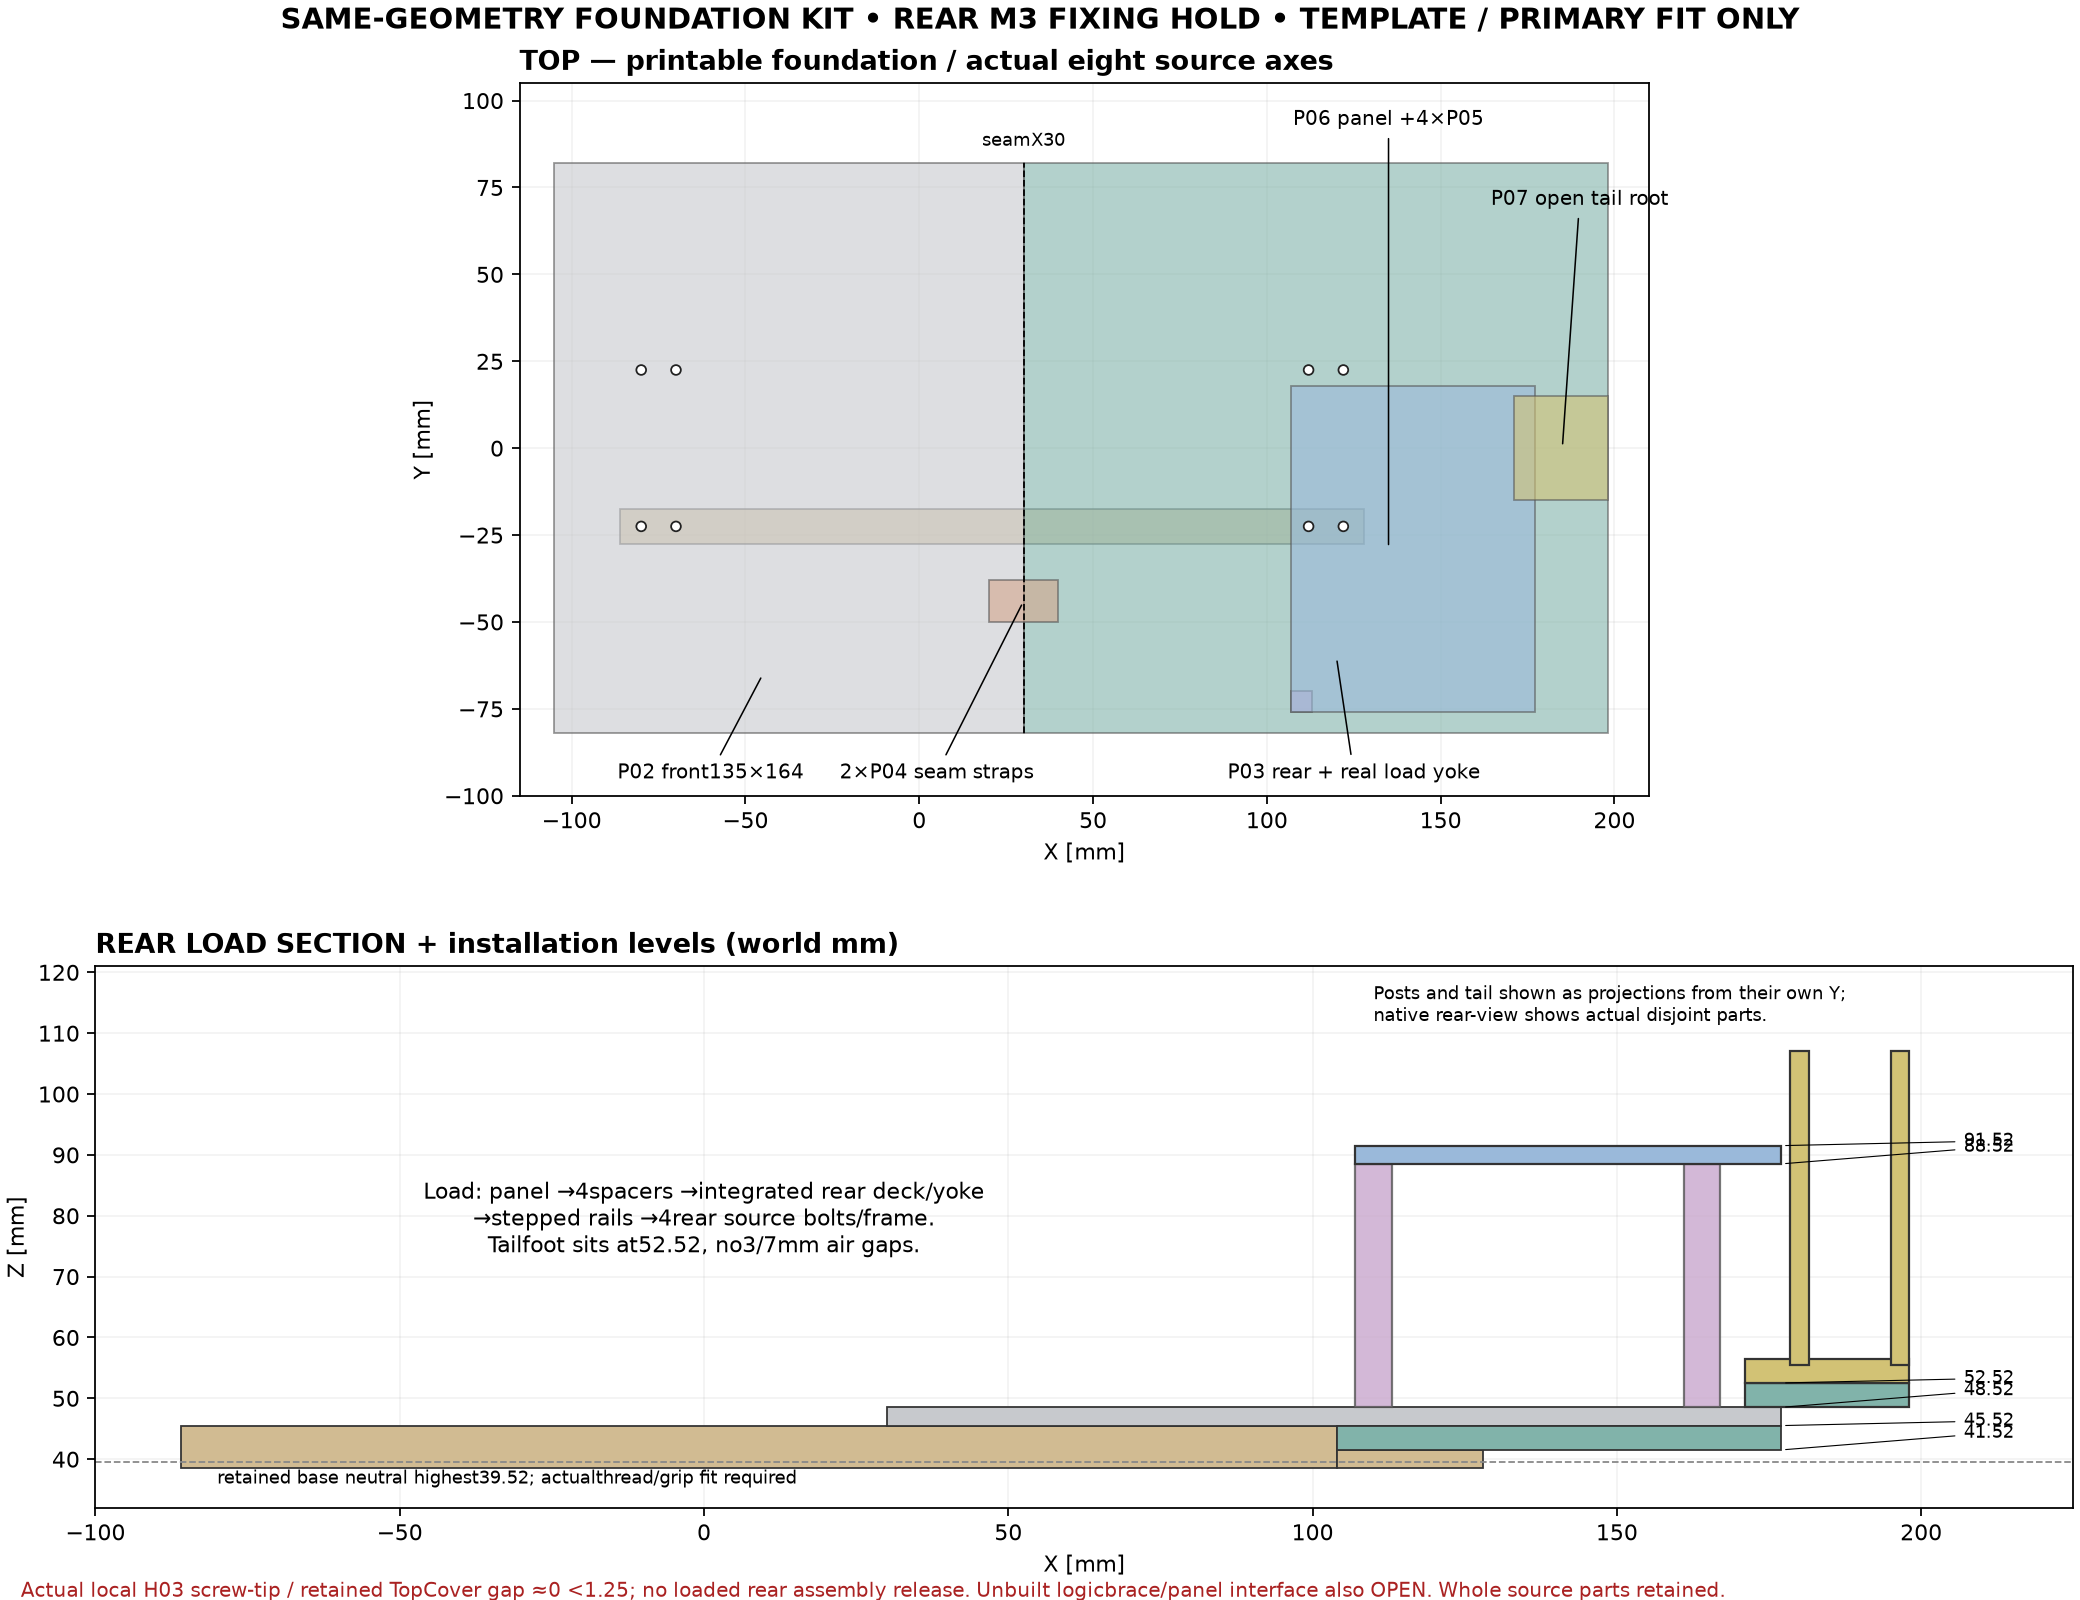 SAME-GEOMETRY FOUNDATION KIT • REAR M3 FIXING HOLD • TEMPLATE / PRIMARY FIT ONLY
TOP — printable foundation / actual eight source axes
P06 panel +4×P05
seamX30
P07 open tail root
100
75
50
25
0
−25
−50
−75
−100
Y [mm]
P02 front135×164
2×P04 seam straps
P03 rear + real load yoke
−100
−50
0
50
100
150
200
X [mm]
REAR LOAD SECTION + installation levels (world mm)
Posts and tail shown as projections from their own Y;
native rear-view shows actual disjoint parts.
120
110
100
90
80
70
60
50
40
Z [mm]
91.52
88.52
Load: panel →4spacers →integrated rear deck/yoke
→stepped rails →4rear source bolts/frame.
Tailfoot sits at52.52, no3/7mm air gaps.
52.52
48.52
45.52
41.52
retained base neutral highest39.52; actualthread/grip fit required
−100
−50
0
50
100
150
200
X [mm]
Actual local H03 screw-tip / retained TopCover gap ≈0 <1.25; no loaded rear assembly release. Unbuilt logicbrace/panel interface also OPEN. Whole source parts retained.